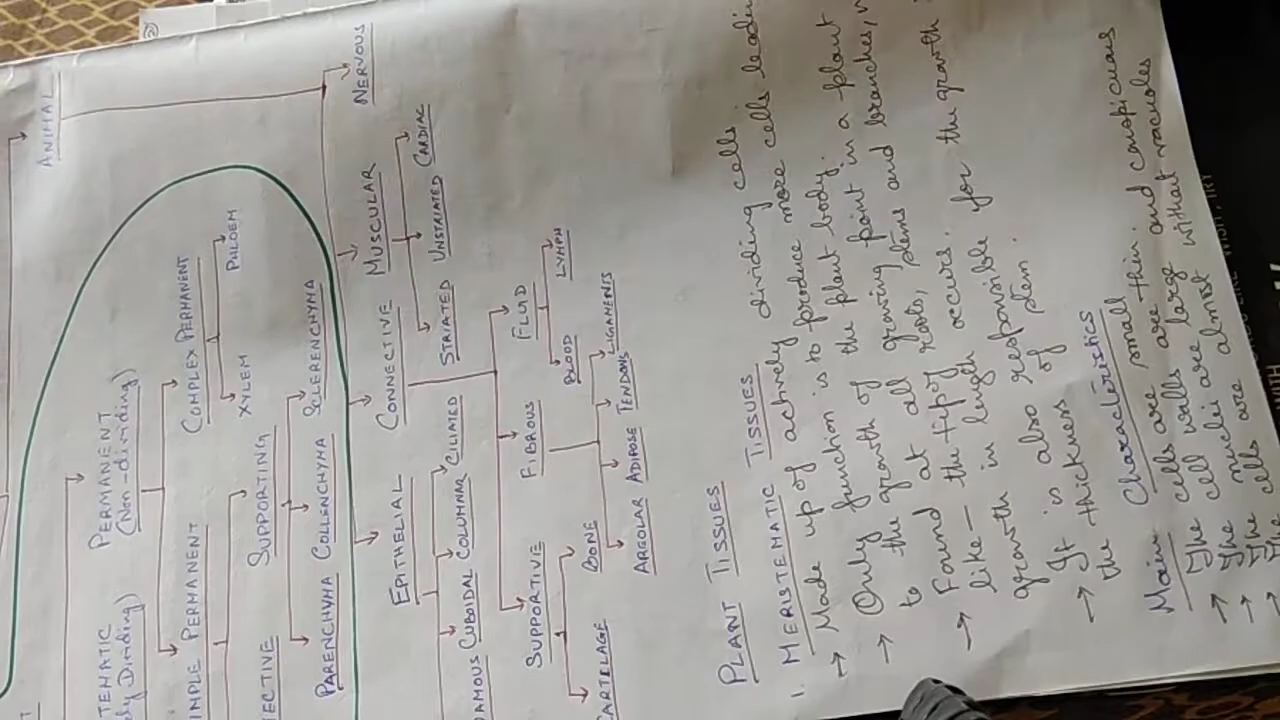 ANIMAL
TEMATIC
ly Dividing)
PERMANENT
(Non-dividing)
IMPLE PERMANENT
COMPLEX PERMANENT
SUPPORTING
XYLEM
PHLOEM
PARENCHYMA COLLENCHYMA SCLERENCHYMA
EPITHELIAL
CONNECTIVE
MUSCULAR
NERVOUS
CUBOIDAL COLUMNAR CILIATED
STRIATED
UNSTRIATED
CARDIAC
SUPPORTIVE
FIBROUS
FLUID
CARTELAGE
BONE
BLOOD
LYMPH
AREOLAR ADIPOSE TENDONS LIGAMENTS
PLANT TISSUES
1. MERISTEMATIC TISSUES
→ Made up of actively dividing cells
→ Only function is to produce more cells leadi
to the growth of the plant body.
→ Found at all growing point in a plant
like - the tip of roots, stems and branches,
growth in length occurs.
→ It is also responsible for the growth
the thickness of stem.
Main Characteristics
→ The cells are small thin.
→ The cell walls are and conspicuous
→ The nuclei are large
→ The cells are almost without vacuoles